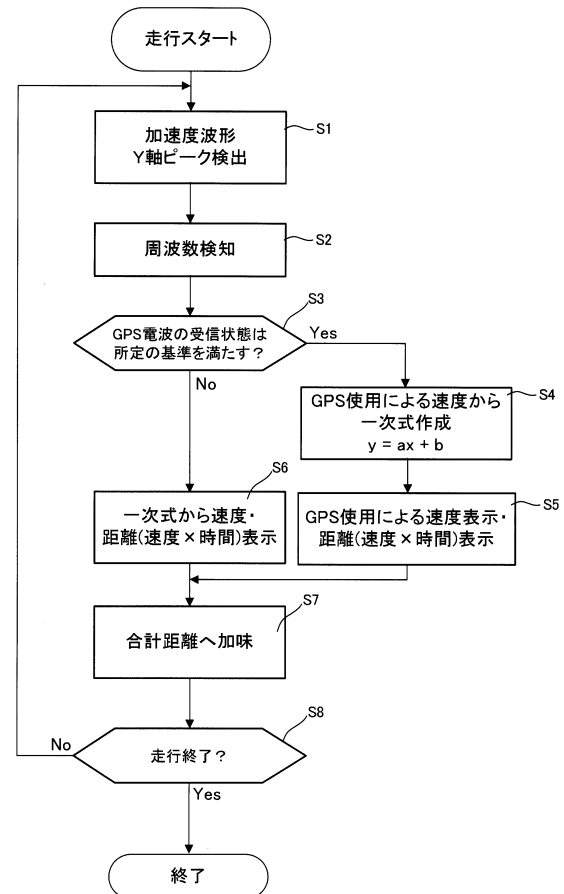 走行スタート
加速度波形
Y軸ピーク検出
S1
周波数検知
S2
S3
GPS電波の受信状態は
所定の基準を満たす？
Yes
No
GPS使用による速度から
一次式作成
y = ax + b
S4
S6
一次式から速度・
距離(速度×時間)表示
GPS使用による速度表示・
距離(速度×時間)表示
S5
S7
合計距離へ加味
S8
No
走行終了？
Yes
終了